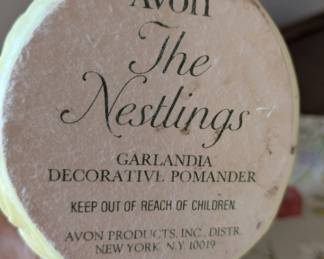 Avon
The
Nestlings
GARLANDIA
DECORATIVE POMANDER
KEEP OUT OF REACH OF CHILDREN.
AVON PRODUCTS, INC., DISTR.
NEW YORK, N.Y. 10019